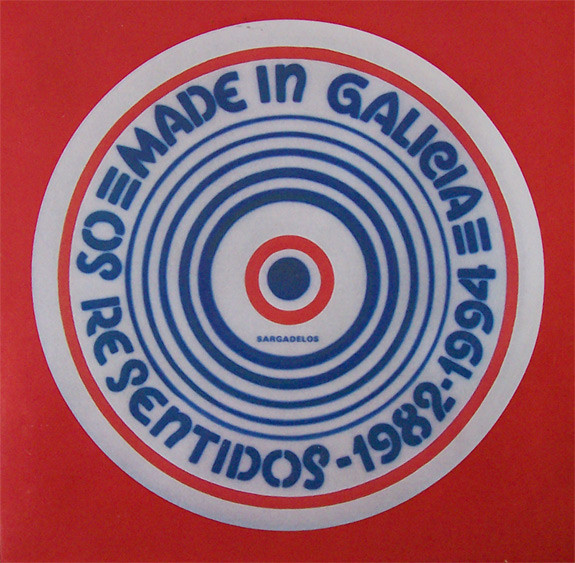 ≡MADE IN GALICIA≡
OS RESENTIDOS-1982-1994
SARGADELOS